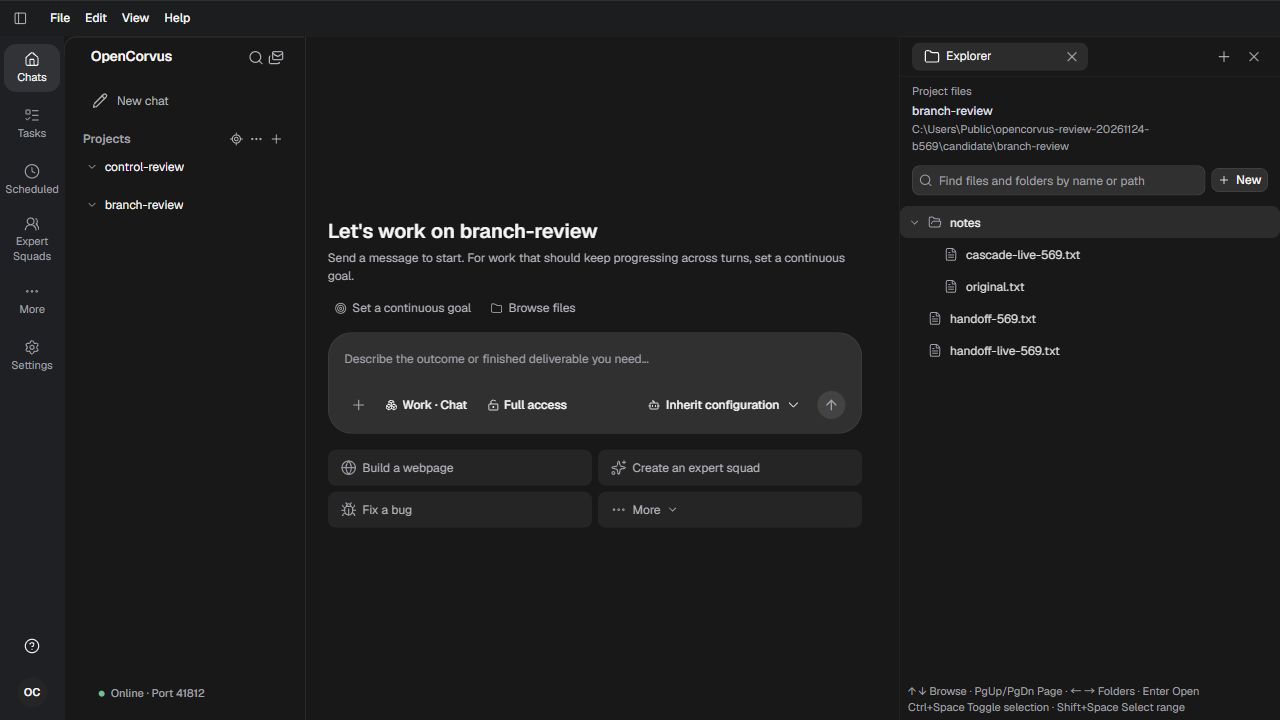 File Edit View Help
Chats
Tasks
Scheduled
Expert
Squads
More
Settings
OC
OpenCorvus
New chat
Projects
control-review
branch-review
Online · Port 41812
Let's work on branch-review
Send a message to start. For work that should keep progressing across turns, set a continuous
goal.
Set a continuous goal Browse files
Describe the outcome or finished deliverable you need...
Work · Chat Full access Inherit configuration
Build a webpage Create an expert squad
Fix a bug More
Explorer
Project files
branch-review
C:\Users\Public\opencorvus-review-20261124-
b569\candidate\branch-review
Find files and folders by name or path New
notes
cascade-live-569.txt
original.txt
handoff-569.txt
handoff-live-569.txt
↑ ↓ Browse · PgUp/PgDn Page · ← → Folders · Enter Open
Ctrl+Space Toggle selection · Shift+Space Select range